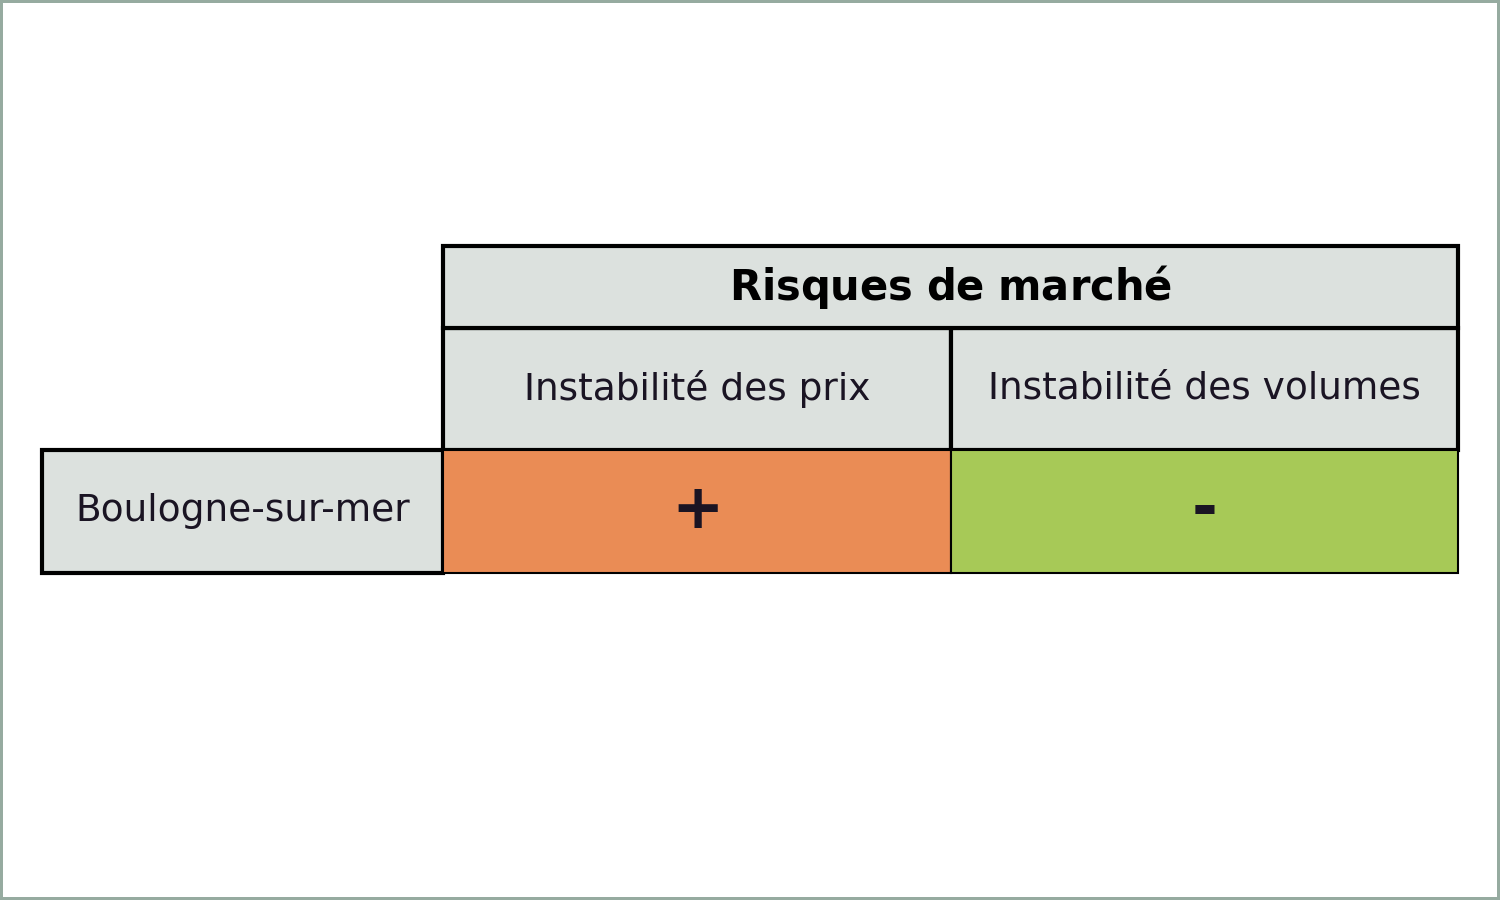 Risques de marché
Instabilité des prix
Instabilité des volumes
Boulogne-sur-mer
+
-